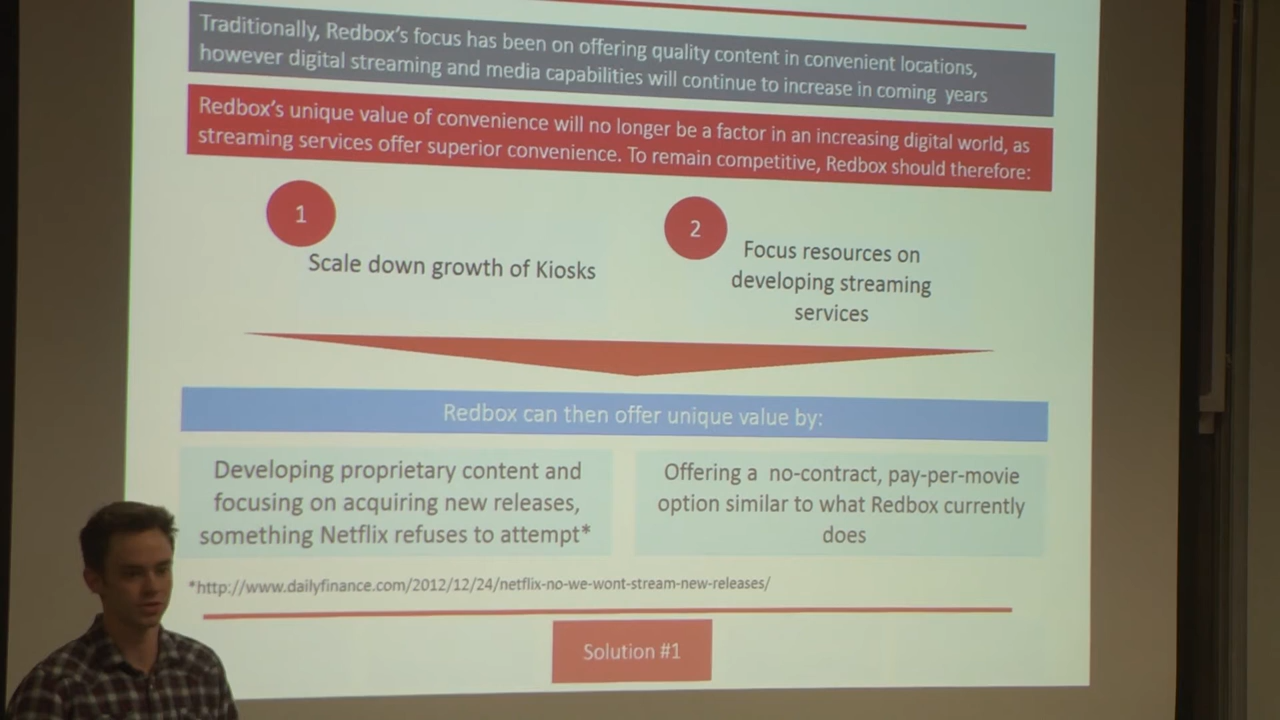 Traditionally, Redbox's focus has been on offering quality content in convenient locations,
however digital streaming and media capabilities will continue to increase in coming years
Redbox's unique value of convenience will no longer be a factor in an increasing digital world, as
streaming services offer superior convenience. To remain competitive, Redbox should therefore:
1
Scale down growth of Kiosks
2
Focus resources on
developing streaming
services
Redbox can then offer unique value by:
Developing proprietary content and
focusing on acquiring new releases,
something Netflix refuses to attempt*
Offering a no-contract, pay-per-movie
option similar to what Redbox currently
does
*http://www.dailyfinance.com/2012/12/24/netflix-no-we-wont-stream-new-releases/
Solution #1